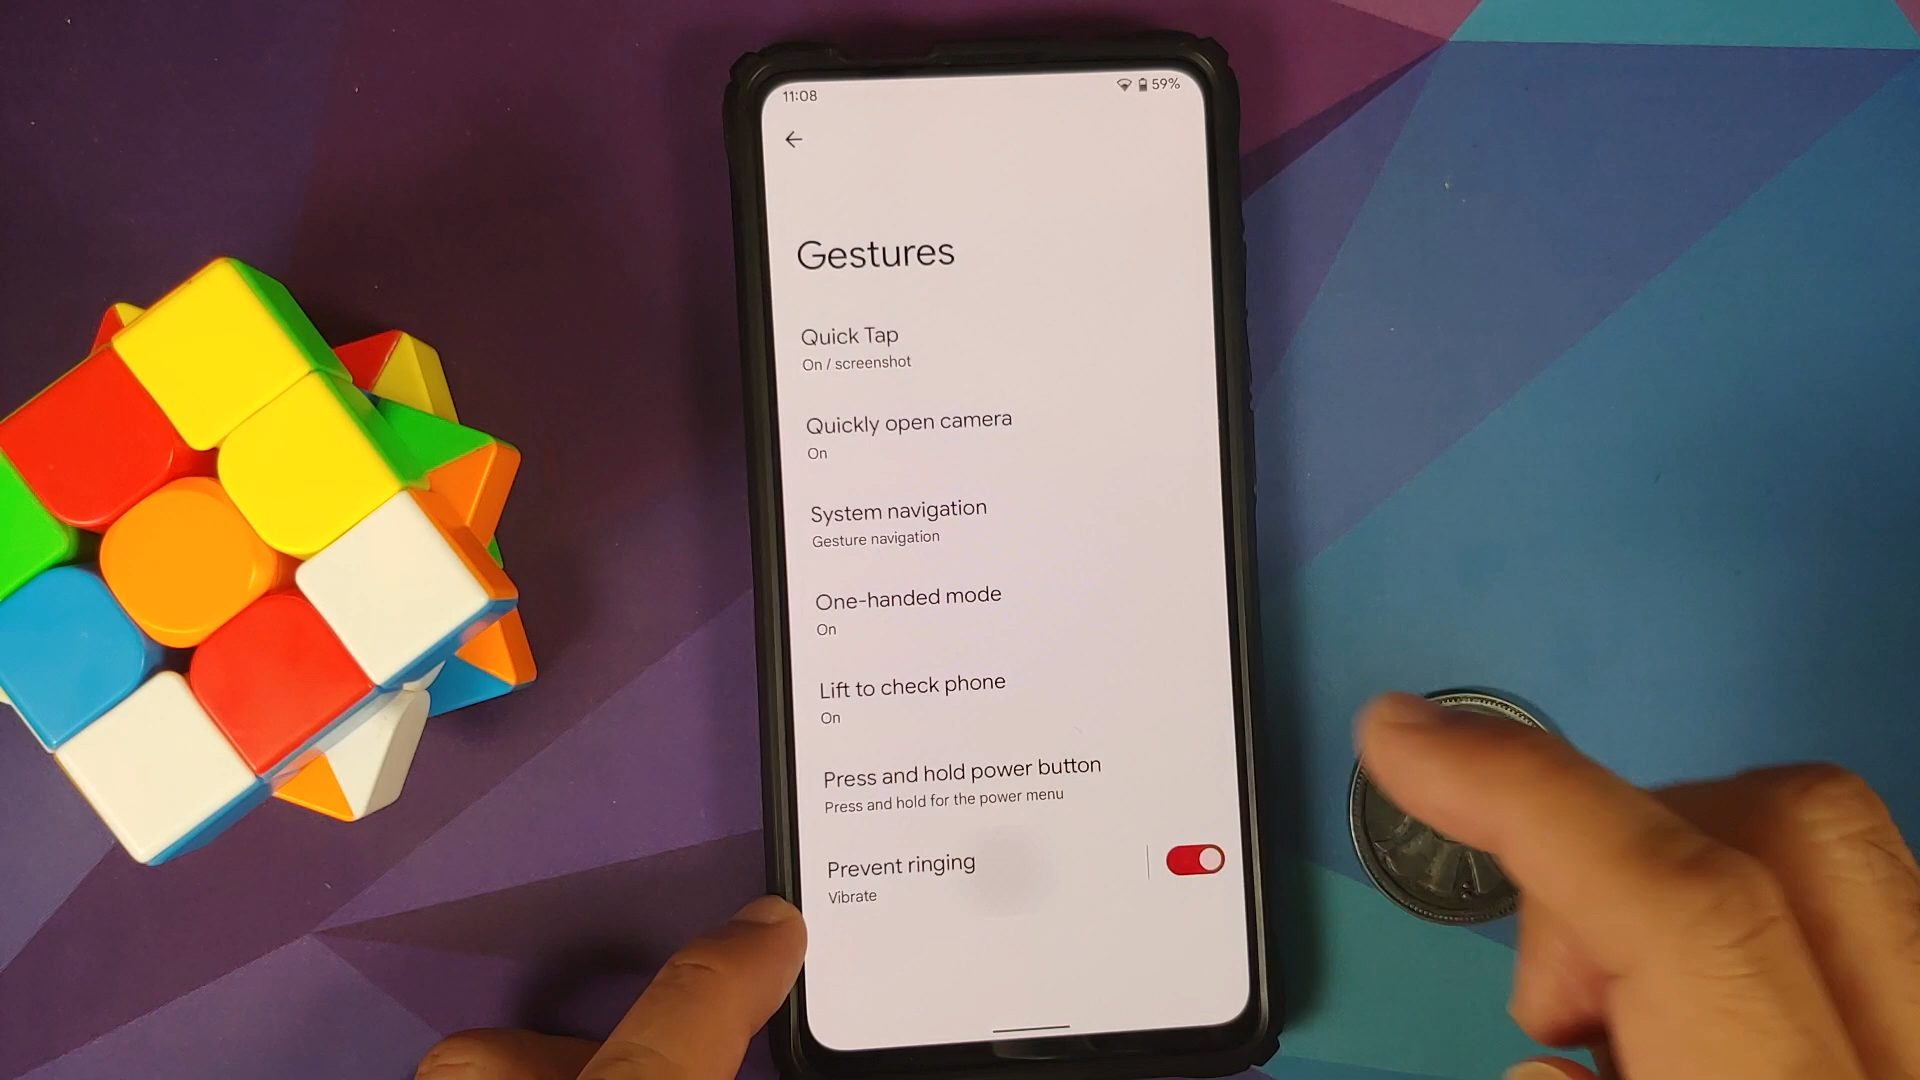 11:08
59%
Gestures
Quick Tap
On / screenshot
Quickly open camera
On
System navigation
Gesture navigation
One-handed mode
On
Lift to check phone
On
Press and hold power button
Press and hold for the power menu
Prevent ringing
Vibrate